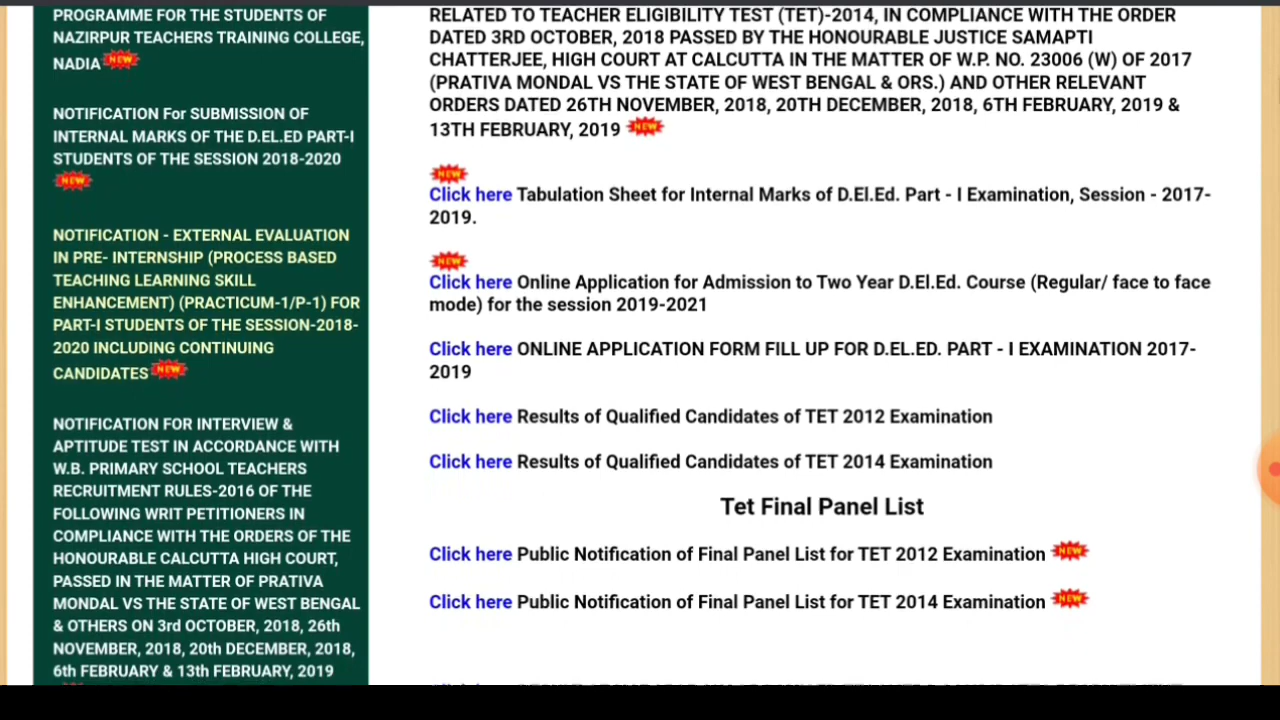 PROGRAMME FOR THE STUDENTS OF
NAZIRPUR TEACHERS TRAINING COLLEGE,
NADIA NEW
NOTIFICATION For SUBMISSION OF
INTERNAL MARKS OF THE D.EL.ED PART-I
STUDENTS OF THE SESSION 2018-2020
NEW
NOTIFICATION - EXTERNAL EVALUATION
IN PRE- INTERNSHIP (PROCESS BASED
TEACHING LEARNING SKILL
ENHANCEMENT) (PRACTICUM-1/P-1) FOR
PART-I STUDENTS OF THE SESSION-2018-
2020 INCLUDING CONTINUING
CANDIDATES NEW
NOTIFICATION FOR INTERVIEW &
APTITUDE TEST IN ACCORDANCE WITH
W.B. PRIMARY SCHOOL TEACHERS
RECRUITMENT RULES-2016 OF THE
FOLLOWING WRIT PETITIONERS IN
COMPLIANCE WITH THE ORDERS OF THE
HONOURABLE CALCUTTA HIGH COURT,
PASSED IN THE MATTER OF PRATIVA
MONDAL VS THE STATE OF WEST BENGAL
& OTHERS ON 3rd OCTOBER, 2018, 26th
NOVEMBER, 2018, 20th DECEMBER, 2018,
6th FEBRUARY & 13th FEBRUARY, 2019
RELATED TO TEACHER ELIGIBILITY TEST (TET)-2014, IN COMPLIANCE WITH THE ORDER
DATED 3RD OCTOBER, 2018 PASSED BY THE HONOURABLE JUSTICE SAMAPTI
CHATTERJEE, HIGH COURT AT CALCUTTA IN THE MATTER OF W.P. NO. 23006 (W) OF 2017
(PRATIVA MONDAL VS THE STATE OF WEST BENGAL & ORS.) AND OTHER RELEVANT
ORDERS DATED 26TH NOVEMBER, 2018, 20TH DECEMBER, 2018, 6TH FEBRUARY, 2019 &
13TH FEBRUARY, 2019 NEW
NEW
Click here Tabulation Sheet for Internal Marks of D.El.Ed. Part - I Examination, Session - 2017-
2019.
NEW
Click here Online Application for Admission to Two Year D.El.Ed. Course (Regular/ face to face
mode) for the session 2019-2021
Click here ONLINE APPLICATION FORM FILL UP FOR D.EL.ED. PART - I EXAMINATION 2017-
2019
Click here Results of Qualified Candidates of TET 2012 Examination
Click here Results of Qualified Candidates of TET 2014 Examination
Tet Final Panel List
Click here Public Notification of Final Panel List for TET 2012 Examination NEW
Click here Public Notification of Final Panel List for TET 2014 Examination NEW